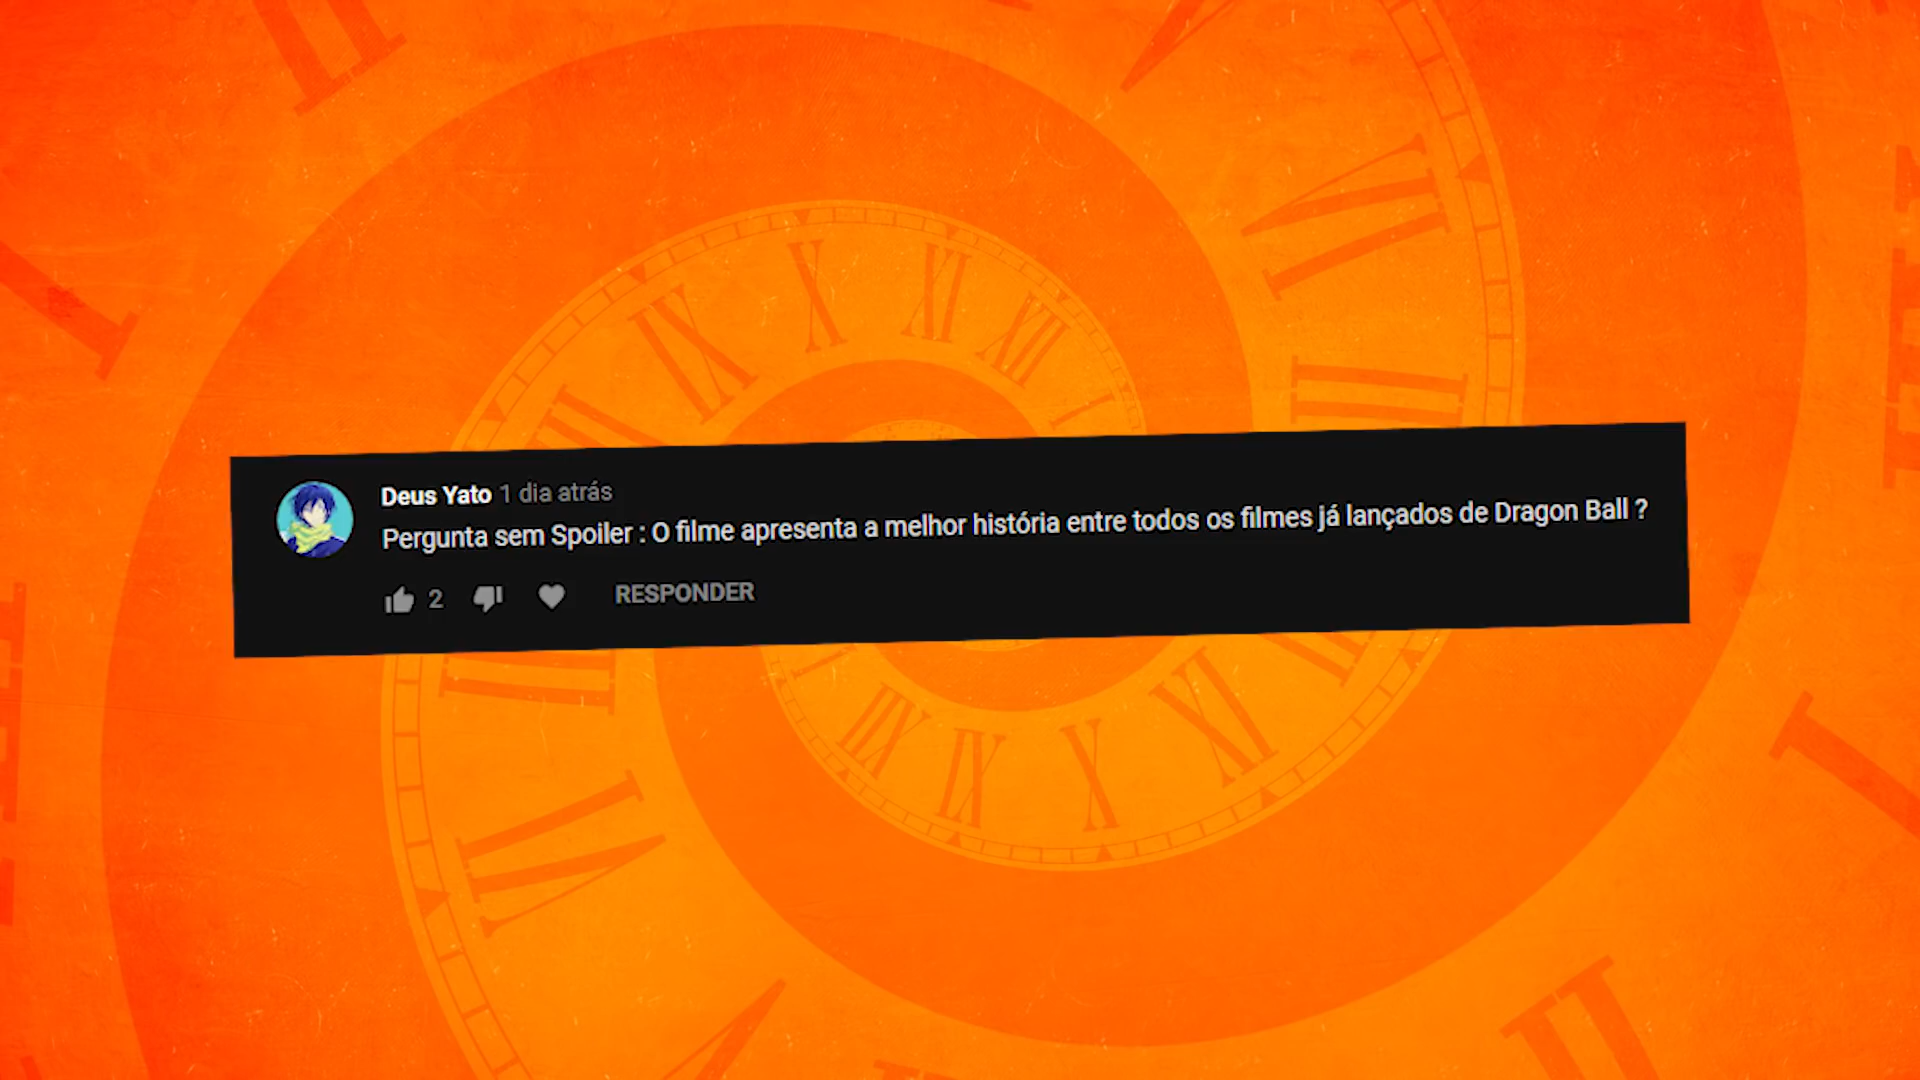 Deus Yato 1 dia atrás
Pergunta sem Spoiler : O filme apresenta a melhor história entre todos os filmes já lançados de Dragon Ball ?
2 RESPONDER